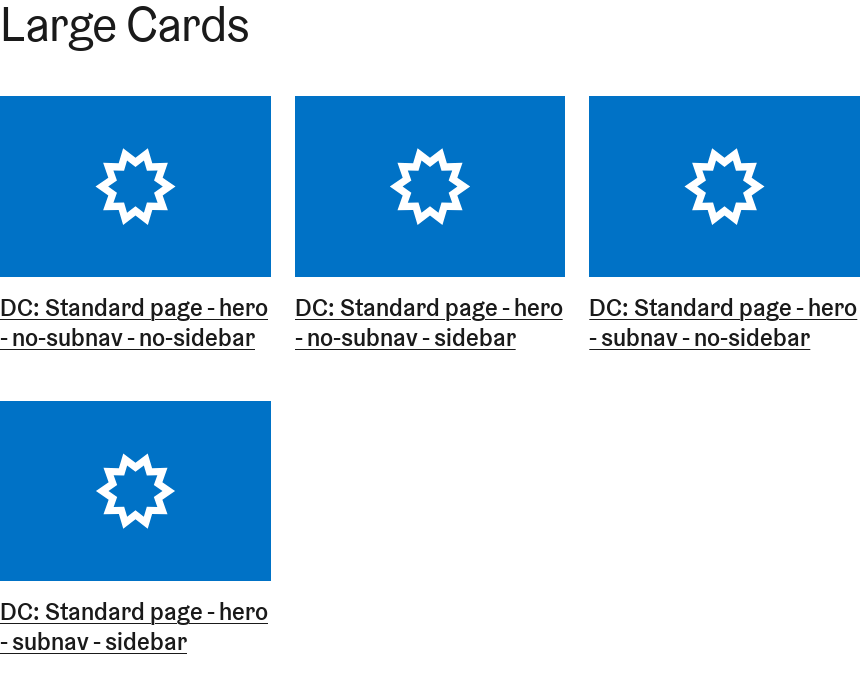 Large Cards
DC: Standard page - hero
- no-subnav - no-sidebar
DC: Standard page - hero
- no-subnav - sidebar
DC: Standard page - hero
- subnav - no-sidebar
DC: Standard page - hero
- subnav - sidebar